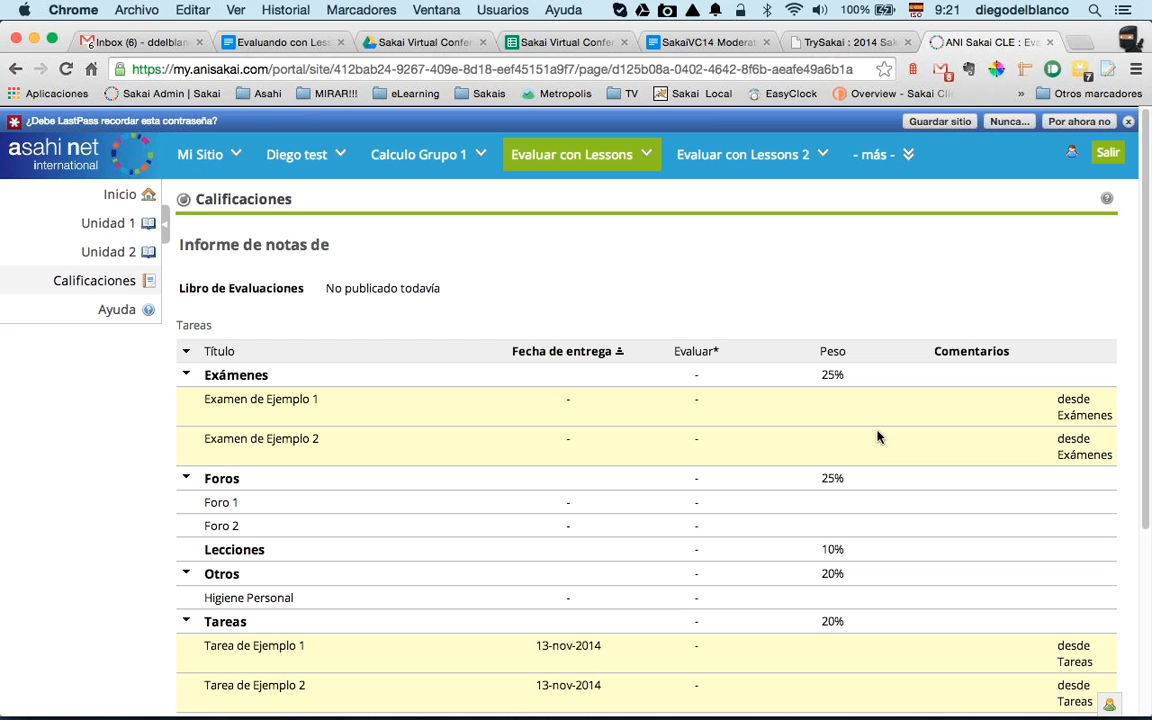 Chrome Archivo Editar Ver Historial Marcadores Ventana Usuarios Ayuda 100% 9:21 diegodelblanco
Inbox (6) - ddelblan Evaluando con Les Sakai Virtual Confer Sakai Virtual Confer SakaiVC14 Moderat TrySakai : 2014 Sak ANI Sakai CLE : Eva
https://my.anisakai.com/portal/site/412bab24-9267-409e-8d18-eef45151a9f7/page/d125b08a-0402-4642-8f6b-aeafe49a6b1a
Aplicaciones Sakai Admin | Sakai Asahi MIRAR!!! eLearning Sakais Metropolis TV Sakai Local EasyClock Overview - Sakai Cl » Otros marcadores
¿Debe LastPass recordar esta contraseña? Guardar sitio Nunca... Por ahora no
asahi net
international
Mi Sitio Diego test Calculo Grupo 1 Evaluar con Lessons Evaluar con Lessons 2 - más - Salir
Inicio
Unidad 1
Unidad 2
Calificaciones
Ayuda
Calificaciones
Informe de notas de
Libro de Evaluaciones No publicado todavía
Tareas
Título Fecha de entrega Evaluar* Peso Comentarios
Exámenes - 25%
Examen de Ejemplo 1 - - desde Exámenes
Examen de Ejemplo 2 - - desde Exámenes
Foros - 25%
Foro 1 - -
Foro 2 - -
Lecciones - 10%
Otros - 20%
Higiene Personal - -
Tareas - 20%
Tarea de Ejemplo 1 13-nov-2014 - desde Tareas
Tarea de Ejemplo 2 13-nov-2014 - desde Tareas